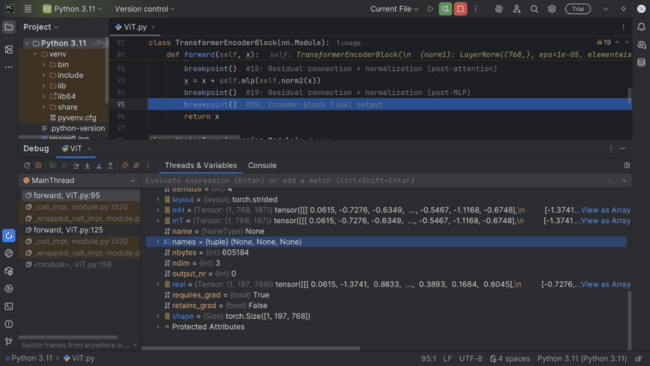 Python 3.11
Version control
Current File
Trial
Project
ViT.py
Python 3.11
venv
bin
include
lib
lib64
share
pyvenv.cfg
.python-version
89 class TransformerEncoderBlock(nn.Module): 1 usage
def forward(self, x): self: TransformerEncoderBlock(\n (norm1): LayerNorm((768,), eps=1e-05, elementwis
19
92 breakpoint() #15: Residual connection + normalization (post-attention)
93 x = x + self.mlp(self.norm2(x))
94 breakpoint() #19: Residual connection + normalization (post-MLP)
95 breakpoint() #20: Encoder block final output
96 return x
Debug ViT
Threads & Variables Console
MainThread
Evaluate expression (Enter) or add a watch (Ctrl+Shift+Enter)
forward, ViT.py:95
_call_impl, module.py:1520
_wrapped_call_impl, module.py
forward, ViT.py:125
_call_impl, module.py:1520
_wrapped_call_impl, module.py
<module>, ViT.py:159
Switch frames from anywhere in ...
itemsize = {int} 4
layout = {layout} torch.strided
mH = {Tensor: (1, 768, 197)} tensor([[[ 0.0615, -0.7276, -0.6349, ..., -0.5467, -1.1168, -0.6748],\n [-1.3741... View as Array
mT = {Tensor: (1, 768, 197)} tensor([[[ 0.0615, -0.7276, -0.6349, ..., -0.5467, -1.1168, -0.6748],\n [-1.3741... View as Array
name = {NoneType} None
names = {tuple} (None, None, None)
nbytes = {int} 605184
ndim = {int} 3
output_nr = {int} 0
real = {Tensor: (1, 197, 768)} tensor([[[ 0.0615, -1.3741, 0.8833, ..., 0.3893, 0.1664, 0.6045],\n [-0.7276,... View as Array
requires_grad = {bool} True
retains_grad = {bool} False
shape = {Size} torch.Size([1, 197, 768])
Protected Attributes
Python 3.11 > ViT.py
95:1 LF UTF-8 4 spaces Python 3.11 (Python 3.11)